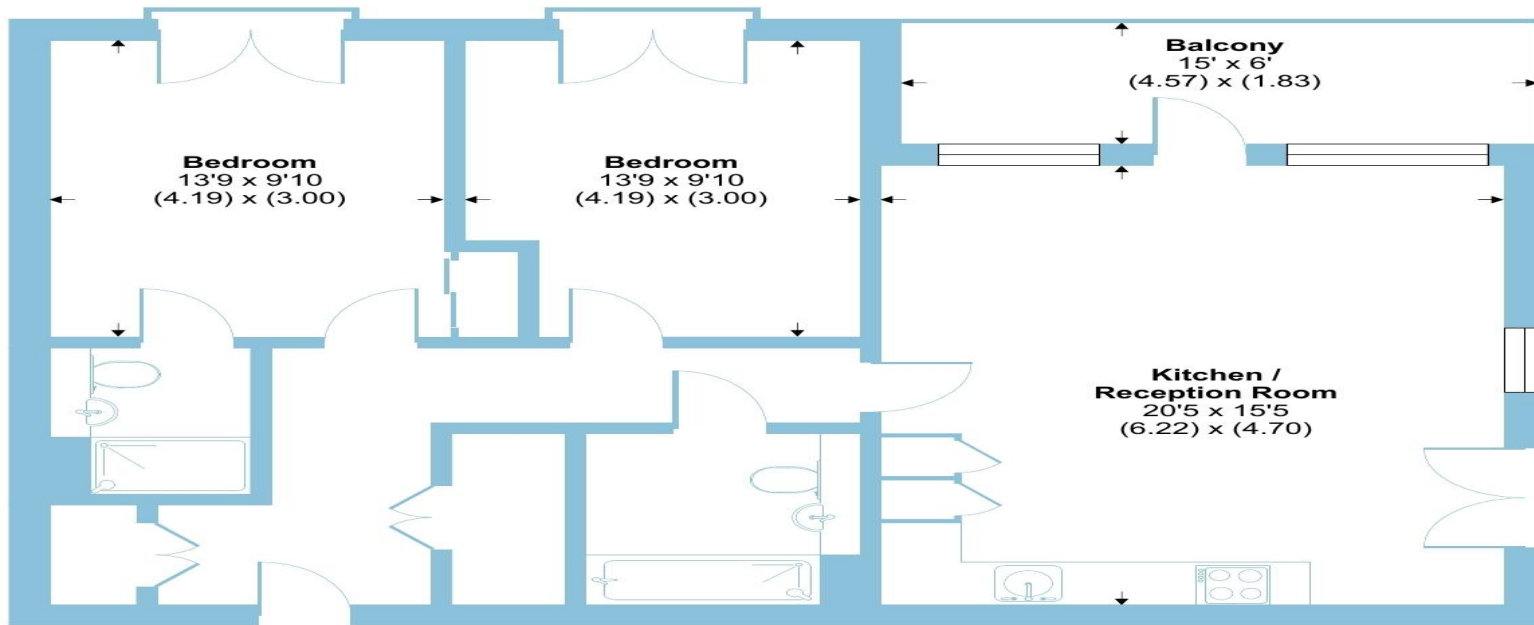 Balcony
15' x 6'
(4.57) x (1.83)
Bedroom
13'9 x 9'10
(4.19) x (3.00)
Bedroom
13'9 x 9'10
(4.19) x (3.00)
Kitchen /
Reception Room
20'5 x 15'5
(6.22) x (4.70)